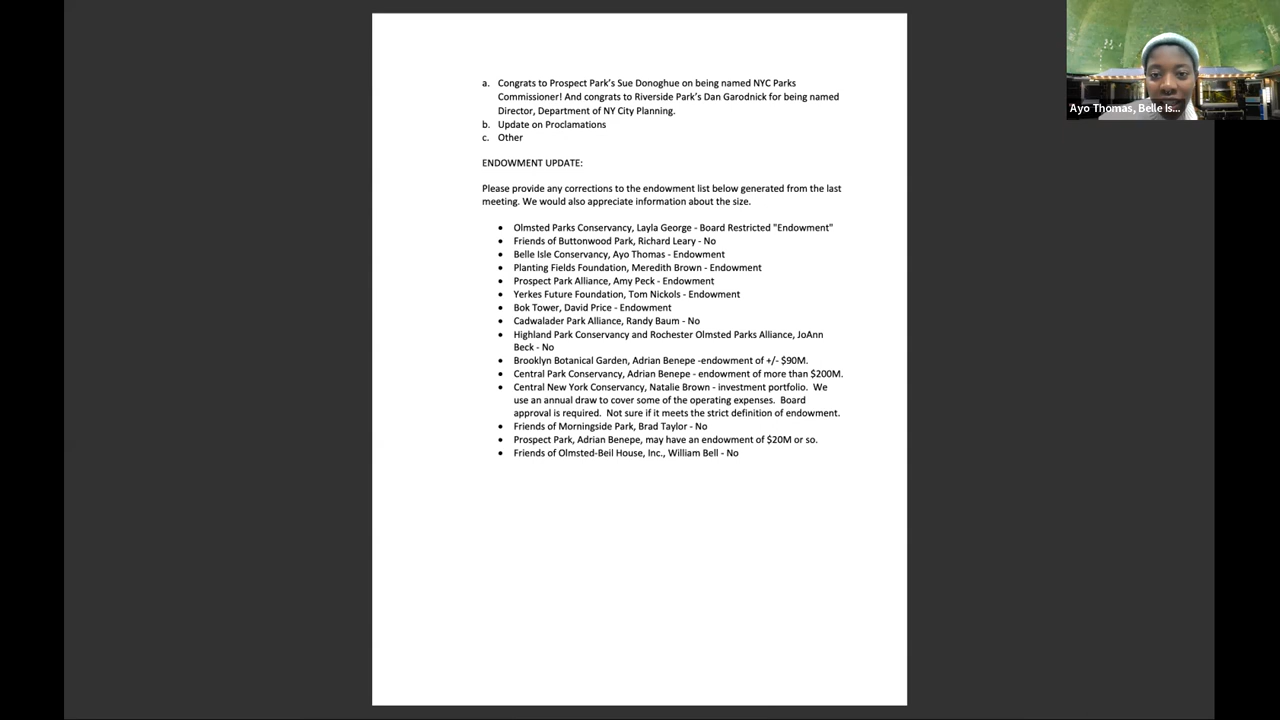 a. Congrats to Prospect Park's Sue Donoghue on being named NYC Parks
Commissioner! And congrats to Riverside Park's Dan Garodnick for being named
Director, Department of NY City Planning.
b. Update on Proclamations
c. Other
ENDOWMENT UPDATE:
Please provide any corrections to the endowment list below generated from the last
meeting. We would also appreciate information about the size.
• Olmsted Parks Conservancy, Layla George - Board Restricted "Endowment"
• Friends of Buttonwood Park, Richard Leary - No
• Belle Isle Conservancy, Ayo Thomas - Endowment
• Planting Fields Foundation, Meredith Brown - Endowment
• Prospect Park Alliance, Amy Peck - Endowment
• Yerkes Future Foundation, Tom Nickols - Endowment
• Bok Tower, David Price - Endowment
• Cadwalader Park Alliance, Randy Baum - No
• Highland Park Conservancy and Rochester Olmsted Parks Alliance, JoAnn
Beck - No
• Brooklyn Botanical Garden, Adrian Benepe -endowment of +/- $90M.
• Central Park Conservancy, Adrian Benepe - endowment of more than $200M.
• Central New York Conservancy, Natalie Brown - investment portfolio. We
use an annual draw to cover some of the operating expenses. Board
approval is required. Not sure if it meets the strict definition of endowment.
• Friends of Morningside Park, Brad Taylor - No
• Prospect Park, Adrian Benepe, may have an endowment of $20M or so.
• Friends of Olmsted-Beil House, Inc., William Bell - No
Ayo Thomas, Belle Is...